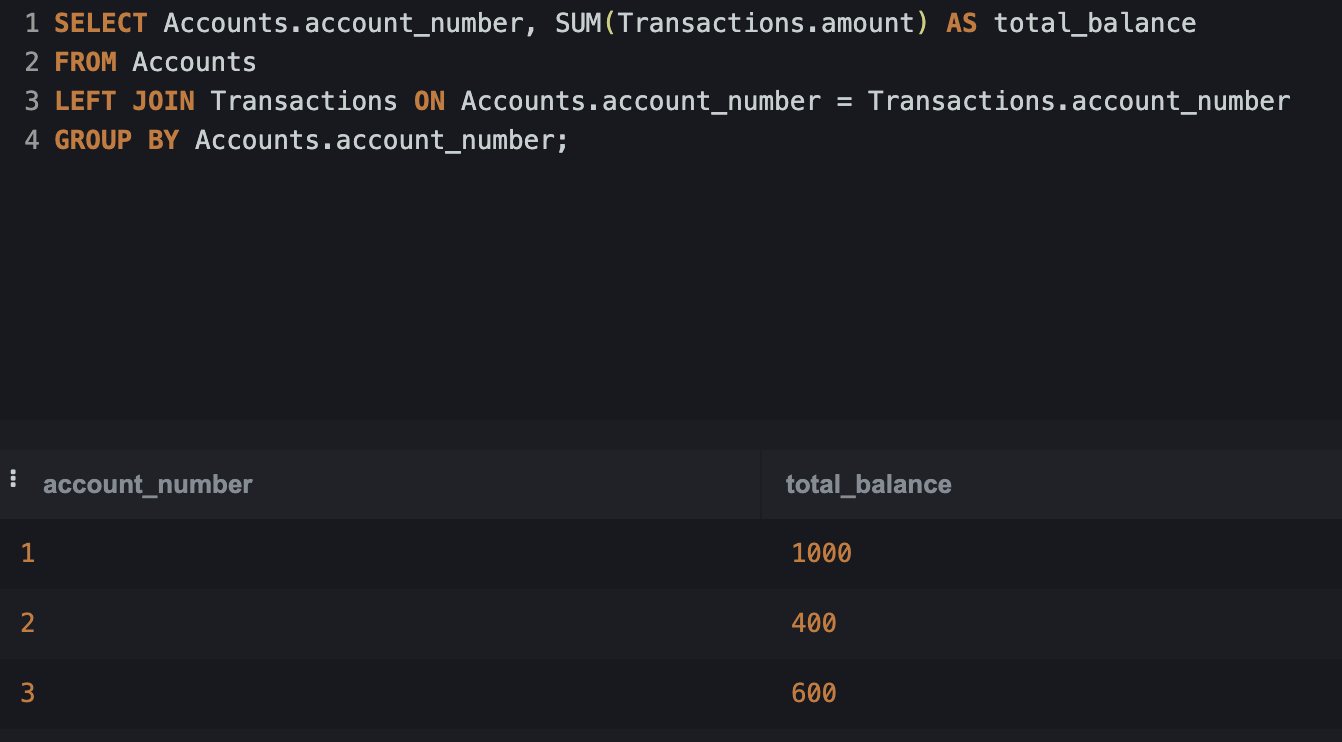 1 SELECT Accounts.account_number, SUM(Transactions.amount) AS total_balance
2 FROM Accounts
3 LEFT JOIN Transactions ON Accounts.account_number = Transactions.account_number
4 GROUP BY Accounts.account_number;
account_number total_balance
1 1000
2 400
3 600